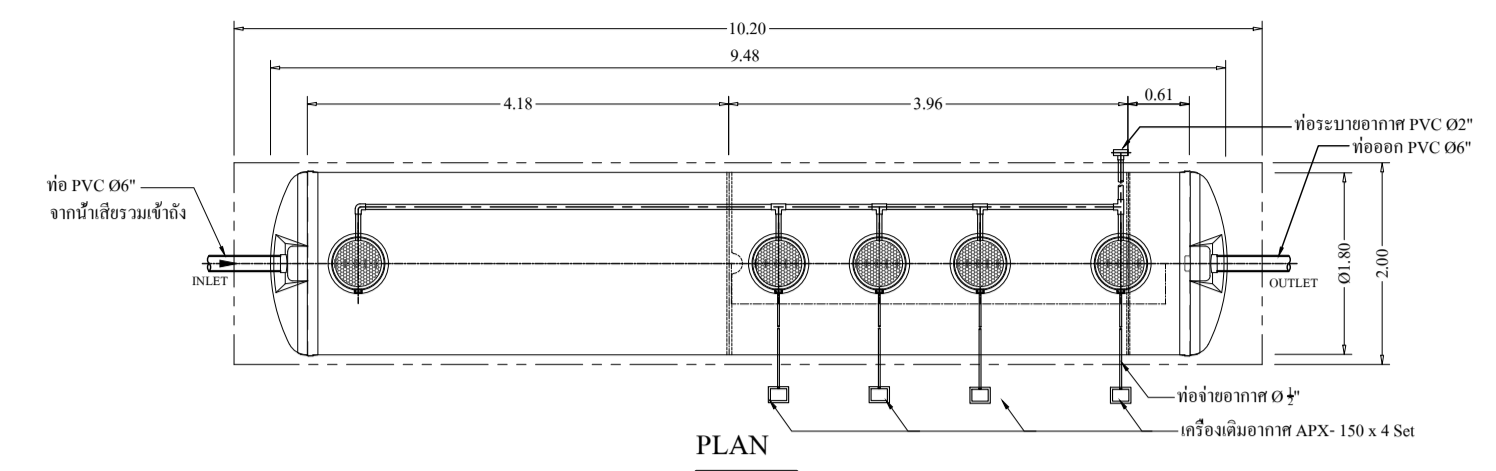 10.20
9.48
4.18
3.96
0.61
ท่อระบายอากาศ PVC Ø2"
ท่อออก PVC Ø6"
ท่อ PVC Ø6"
จากน้ำเสียรวมเข้าถัง
INLET
OUTLET
Ø1.80
2.00
ท่อจ่ายอากาศ Ø ½"
เครื่องเติมอากาศ APX- 150 x 4 Set
PLAN